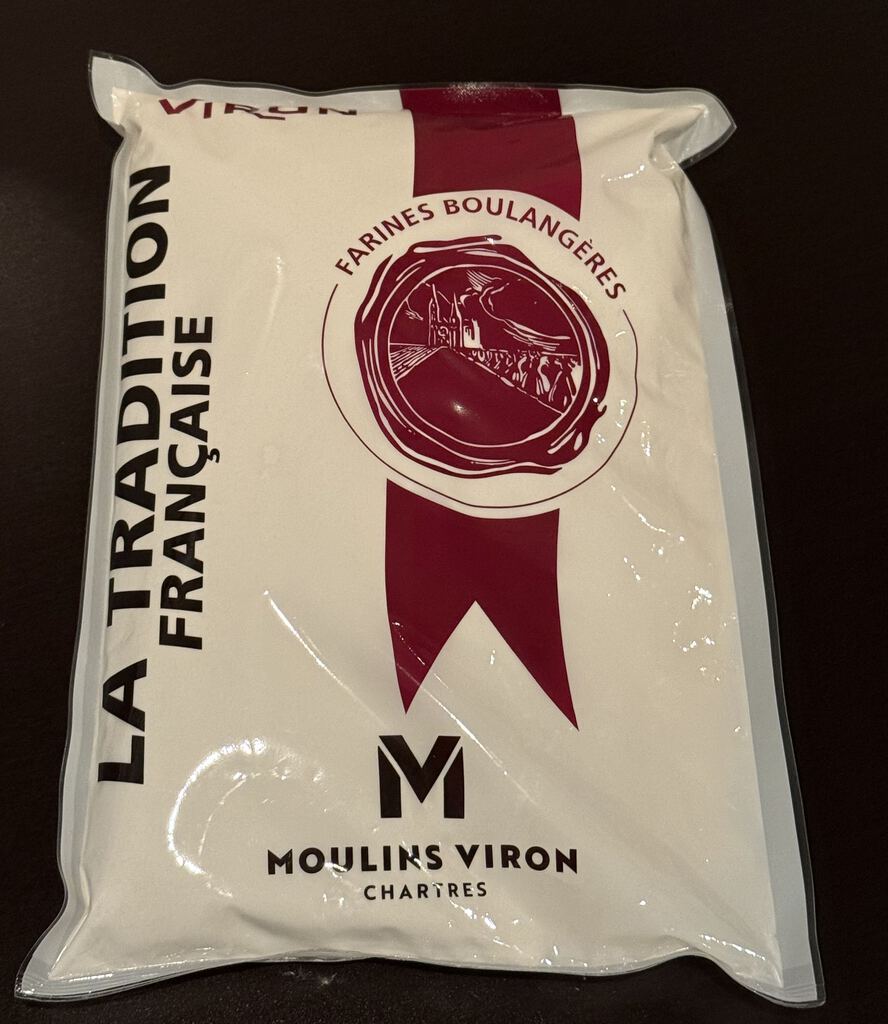 VIRON
LA TRADITION
FRANÇAISE
FARINES BOULANGÈRES
M
MOULINS VIRON
CHARTRES